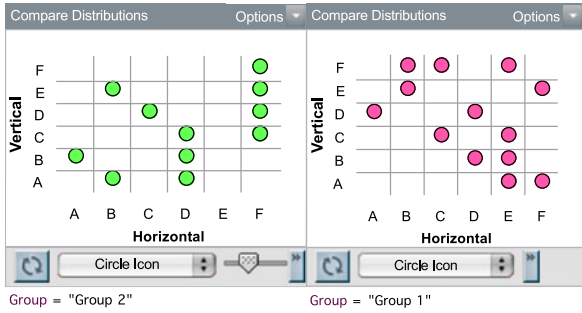 Compare Distributions Options
F
E
D
C
B
A
Vertical
A B C D E F
Horizontal
Circle Icon
Group = "Group 2"
Compare Distributions Options
F
E
D
C
B
A
Vertical
A B C D E F
Horizontal
Circle Icon
Group = "Group 1"